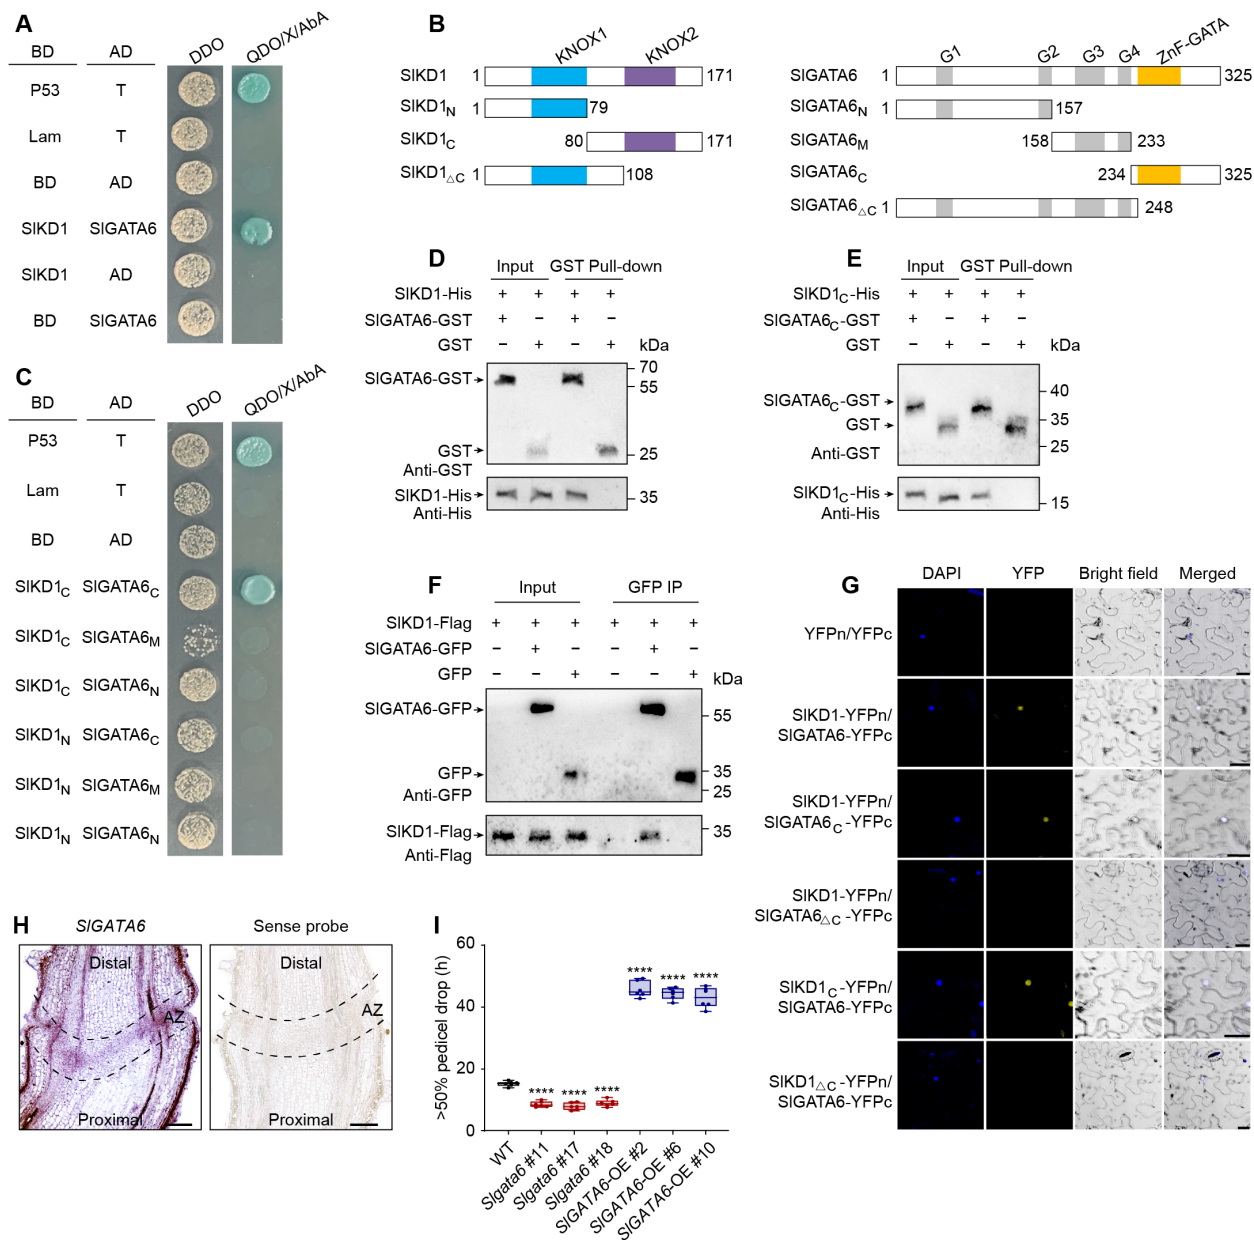 A
BD AD DDO QDO/X/AbA
P53 T
Lam T
BD AD
SlKD1 SlGATA6
SlKD1 AD
BD SlGATA6
B
KNOX1 KNOX2
SlKD1 1 171
SlKD1N 1 79
SlKD1C 80 171
SlKD1△C 1 108
G1 G2 G3 G4 ZnF-GATA
SlGATA6 1 325
SlGATA6N 1 157
SlGATA6M 158 233
SlGATA6C 234 325
SlGATA6△C 1 248
C
BD AD DDO QDO/X/AbA
P53 T
Lam T
BD AD
SlKD1C SlGATA6C
SlKD1C SlGATA6M
SlKD1C SlGATA6N
SlKD1N SlGATA6C
SlKD1N SlGATA6M
SlKD1N SlGATA6N
D
Input GST Pull-down
SlKD1-His + + + +
SlGATA6-GST + − + −
GST − + − + kDa
70
SlGATA6-GST 55
GST 25
Anti-GST
SlKD1-His 35
Anti-His
E
Input GST Pull-down
SlKD1C-His + + + +
SlGATA6C-GST + − + −
GST − + − + kDa
40
SlGATA6C-GST
GST 35
25
Anti-GST
SlKD1C-His
15
Anti-His
F
Input GFP IP
SlKD1-Flag + + + + + +
SlGATA6-GFP − + − − + −
GFP − − + − − + kDa
SlGATA6-GFP 55
GFP 35
Anti-GFP 25
SlKD1-Flag 35
Anti-Flag
G
DAPI YFP Bright field Merged
YFPn/YFPc
SlKD1-YFPn/
SlGATA6-YFPc
SlKD1-YFPn/
SlGATA6C-YFPc
SlKD1-YFPn/
SlGATA6△C-YFPc
SlKD1C-YFPn/
SlGATA6-YFPc
SlKD1△C-YFPn/
SlGATA6-YFPc
H
SlGATA6 Sense probe
Distal Distal
AZ AZ
Proximal Proximal
I
>50% pedicel drop (h)
60
40
20
0
**** **** ****
**** **** ****
WT
Slgata6 #11
Slgata6 #17
Slgata6 #18
SlGATA6-OE #2
SlGATA6-OE #6
SlGATA6-OE #10